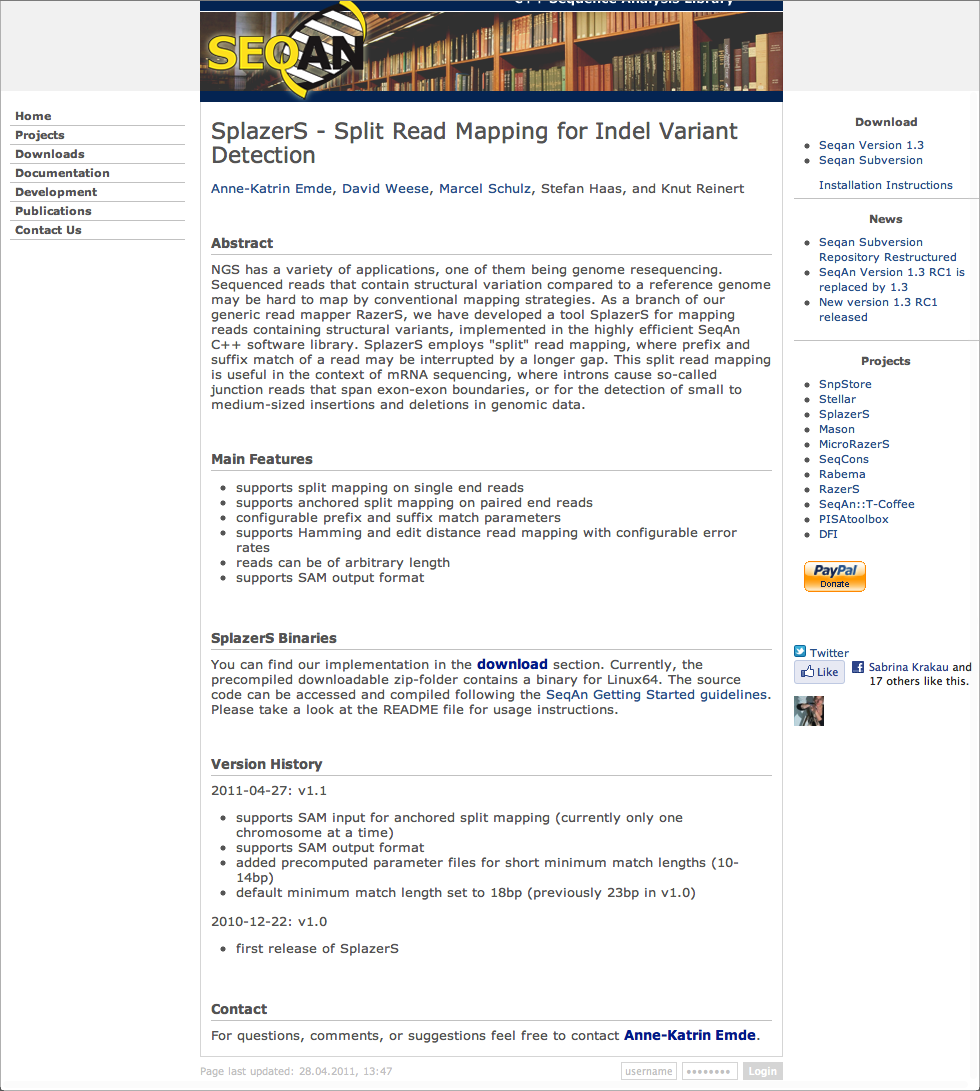 C++ Sequence Analysis Library
SEQAN
Home
Projects
Downloads
Documentation
Development
Publications
Contact Us
SplazerS - Split Read Mapping for Indel Variant
Detection
Anne-Katrin Emde, David Weese, Marcel Schulz, Stefan Haas, and Knut Reinert
Abstract
NGS has a variety of applications, one of them being genome resequencing.
Sequenced reads that contain structural variation compared to a reference genome
may be hard to map by conventional mapping strategies. As a branch of our
generic read mapper RazerS, we have developed a tool SplazerS for mapping
reads containing structural variants, implemented in the highly efficient SeqAn
C++ software library. SplazerS employs "split" read mapping, where prefix and
suffix match of a read may be interrupted by a longer gap. This split read mapping
is useful in the context of mRNA sequencing, where introns cause so-called
junction reads that span exon-exon boundaries, or for the detection of small to
medium-sized insertions and deletions in genomic data.
Main Features
supports split mapping on single end reads
supports anchored split mapping on paired end reads
configurable prefix and suffix match parameters
supports Hamming and edit distance read mapping with configurable error
rates
reads can be of arbitrary length
supports SAM output format
SplazerS Binaries
You can find our implementation in the download section. Currently, the
precompiled downloadable zip-folder contains a binary for Linux64. The source
code can be accessed and compiled following the SeqAn Getting Started guidelines.
Please take a look at the README file for usage instructions.
Version History
2011-04-27: v1.1
supports SAM input for anchored split mapping (currently only one
chromosome at a time)
supports SAM output format
added precomputed parameter files for short minimum match lengths (10-
14bp)
default minimum match length set to 18bp (previously 23bp in v1.0)
2010-12-22: v1.0
first release of SplazerS
Contact
For questions, comments, or suggestions feel free to contact Anne-Katrin Emde.
Page last updated: 28.04.2011, 13:47
username
••••••••
Login
Download
Seqan Version 1.3
Seqan Subversion
Installation Instructions
News
Seqan Subversion
Repository Restructured
SeqAn Version 1.3 RC1 is
replaced by 1.3
New version 1.3 RC1
released
Projects
SnpStore
Stellar
SplazerS
Mason
MicroRazerS
SeqCons
Rabema
RazerS
SeqAn::T-Coffee
PISAtoolbox
DFI
PayPal
Donate
Twitter
Like
Sabrina Krakau and
17 others like this.